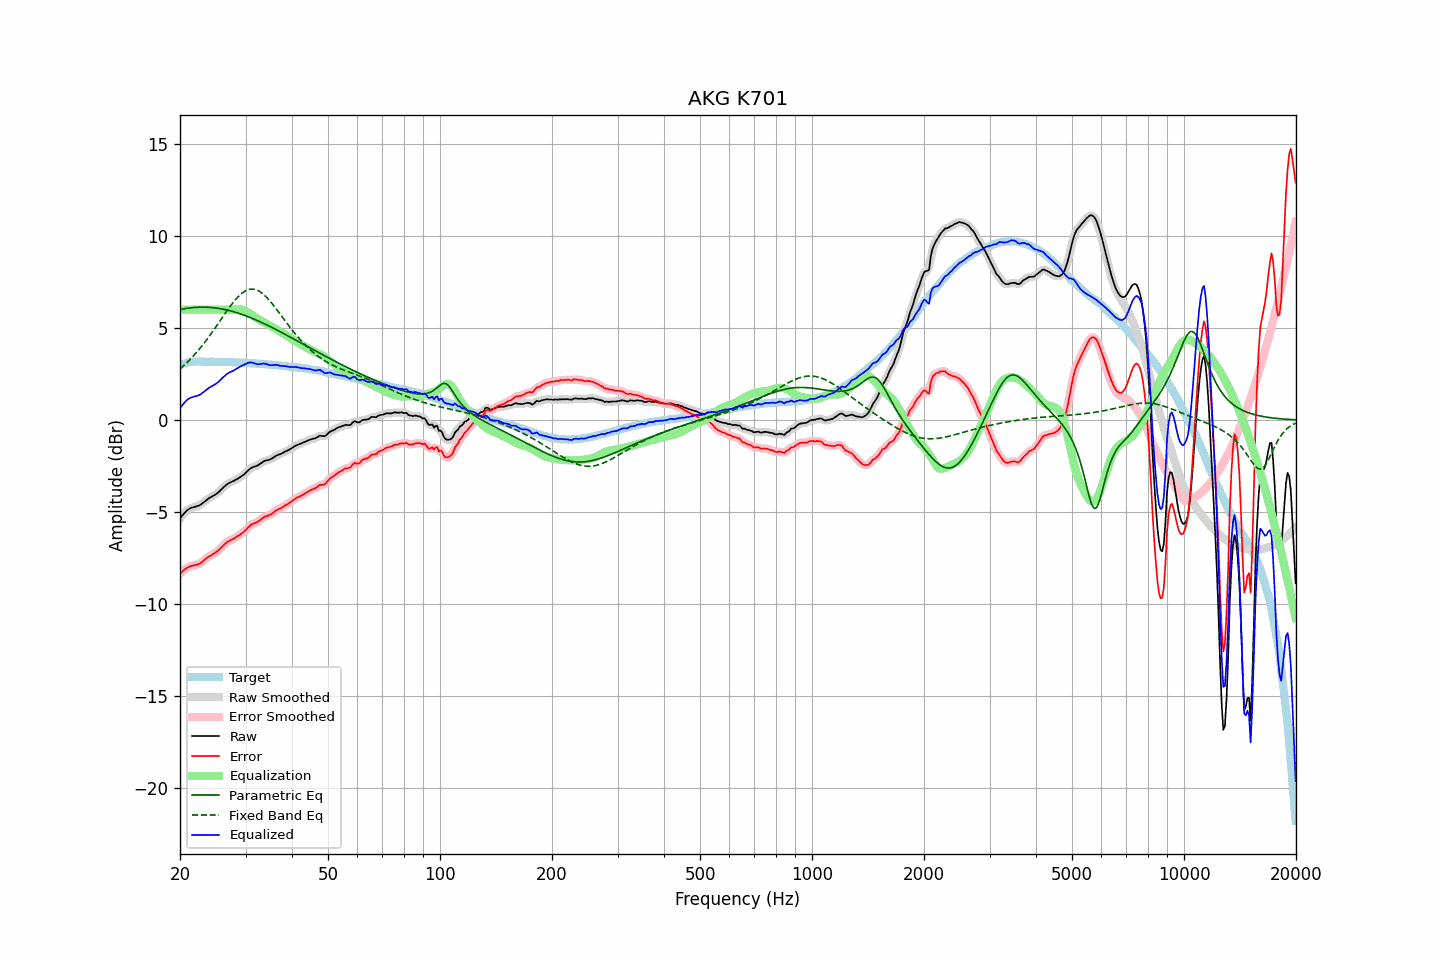 AKG K701
15
10
5
0
−5
−10
−15
−20
Amplitude (dBr)
Target
Raw Smoothed
Error Smoothed
Raw
Error
Equalization
Parametric Eq
Fixed Band Eq
Equalized
20 50 100 200 500 1000 2000 5000 10000 20000
Frequency (Hz)